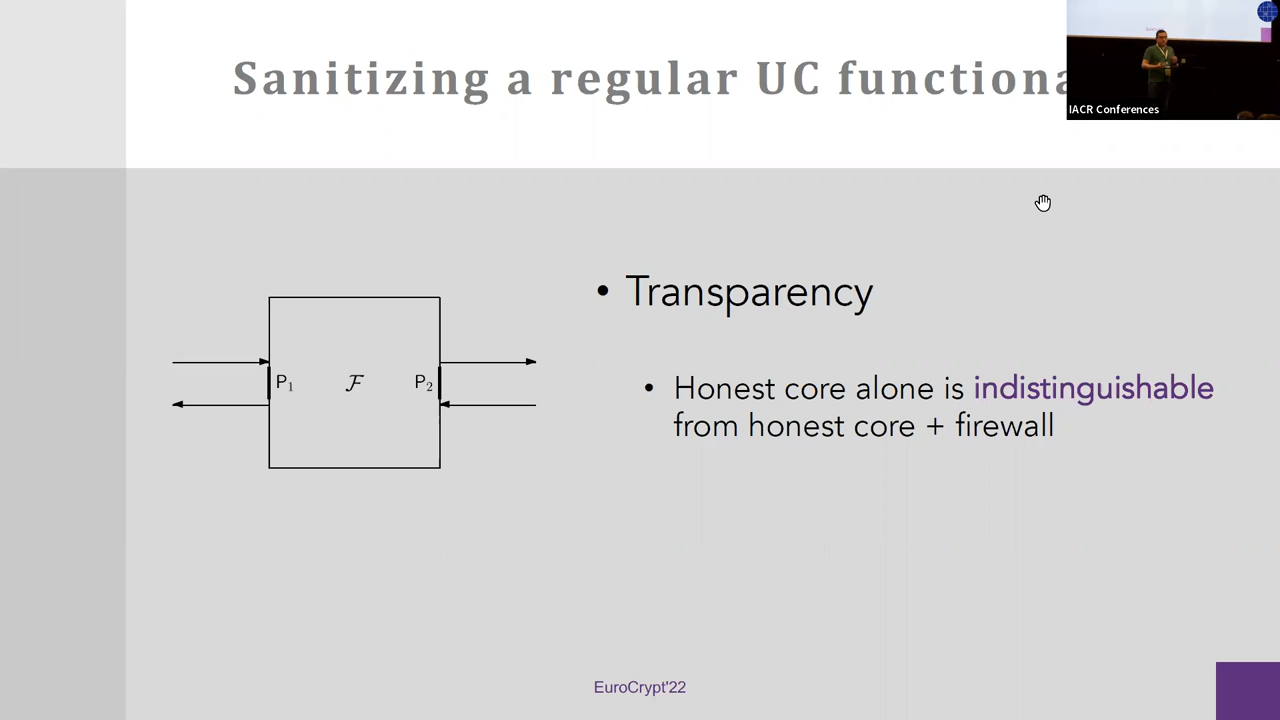 Sanitizing a regular UC functiona
IACR Conferences
• Transparency
P₁ ℱ P₂
• Honest core alone is indistinguishable
from honest core + firewall
EuroCrypt'22